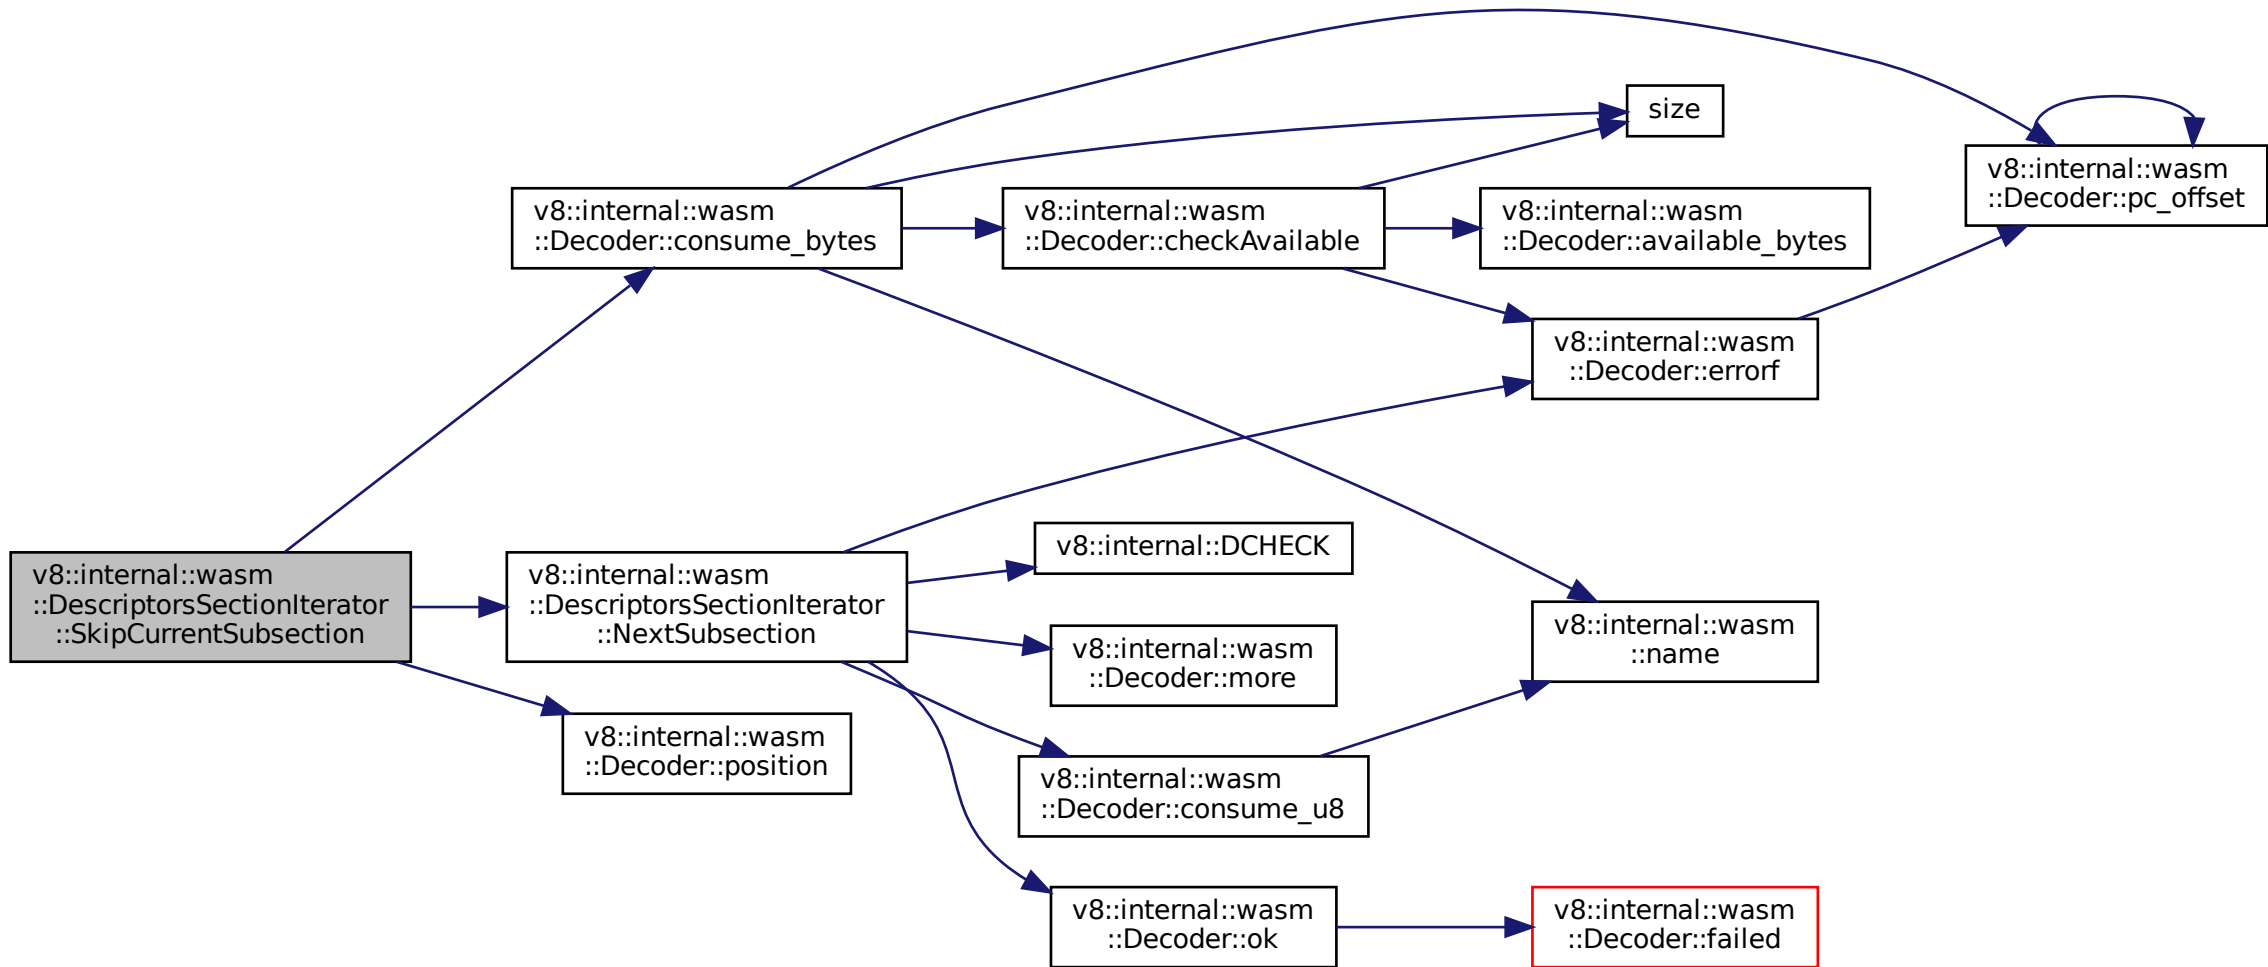 size
v8::internal::wasm
::Decoder::pc_offset
v8::internal::wasm
::Decoder::consume_bytes
v8::internal::wasm
::Decoder::checkAvailable
v8::internal::wasm
::Decoder::available_bytes
v8::internal::wasm
::Decoder::errorf
v8::internal::DCHECK
v8::internal::wasm
::DescriptorsSectionIterator
::SkipCurrentSubsection
v8::internal::wasm
::DescriptorsSectionIterator
::NextSubsection
v8::internal::wasm
::name
v8::internal::wasm
::Decoder::more
v8::internal::wasm
::Decoder::position
v8::internal::wasm
::Decoder::consume_u8
v8::internal::wasm
::Decoder::ok
v8::internal::wasm
::Decoder::failed